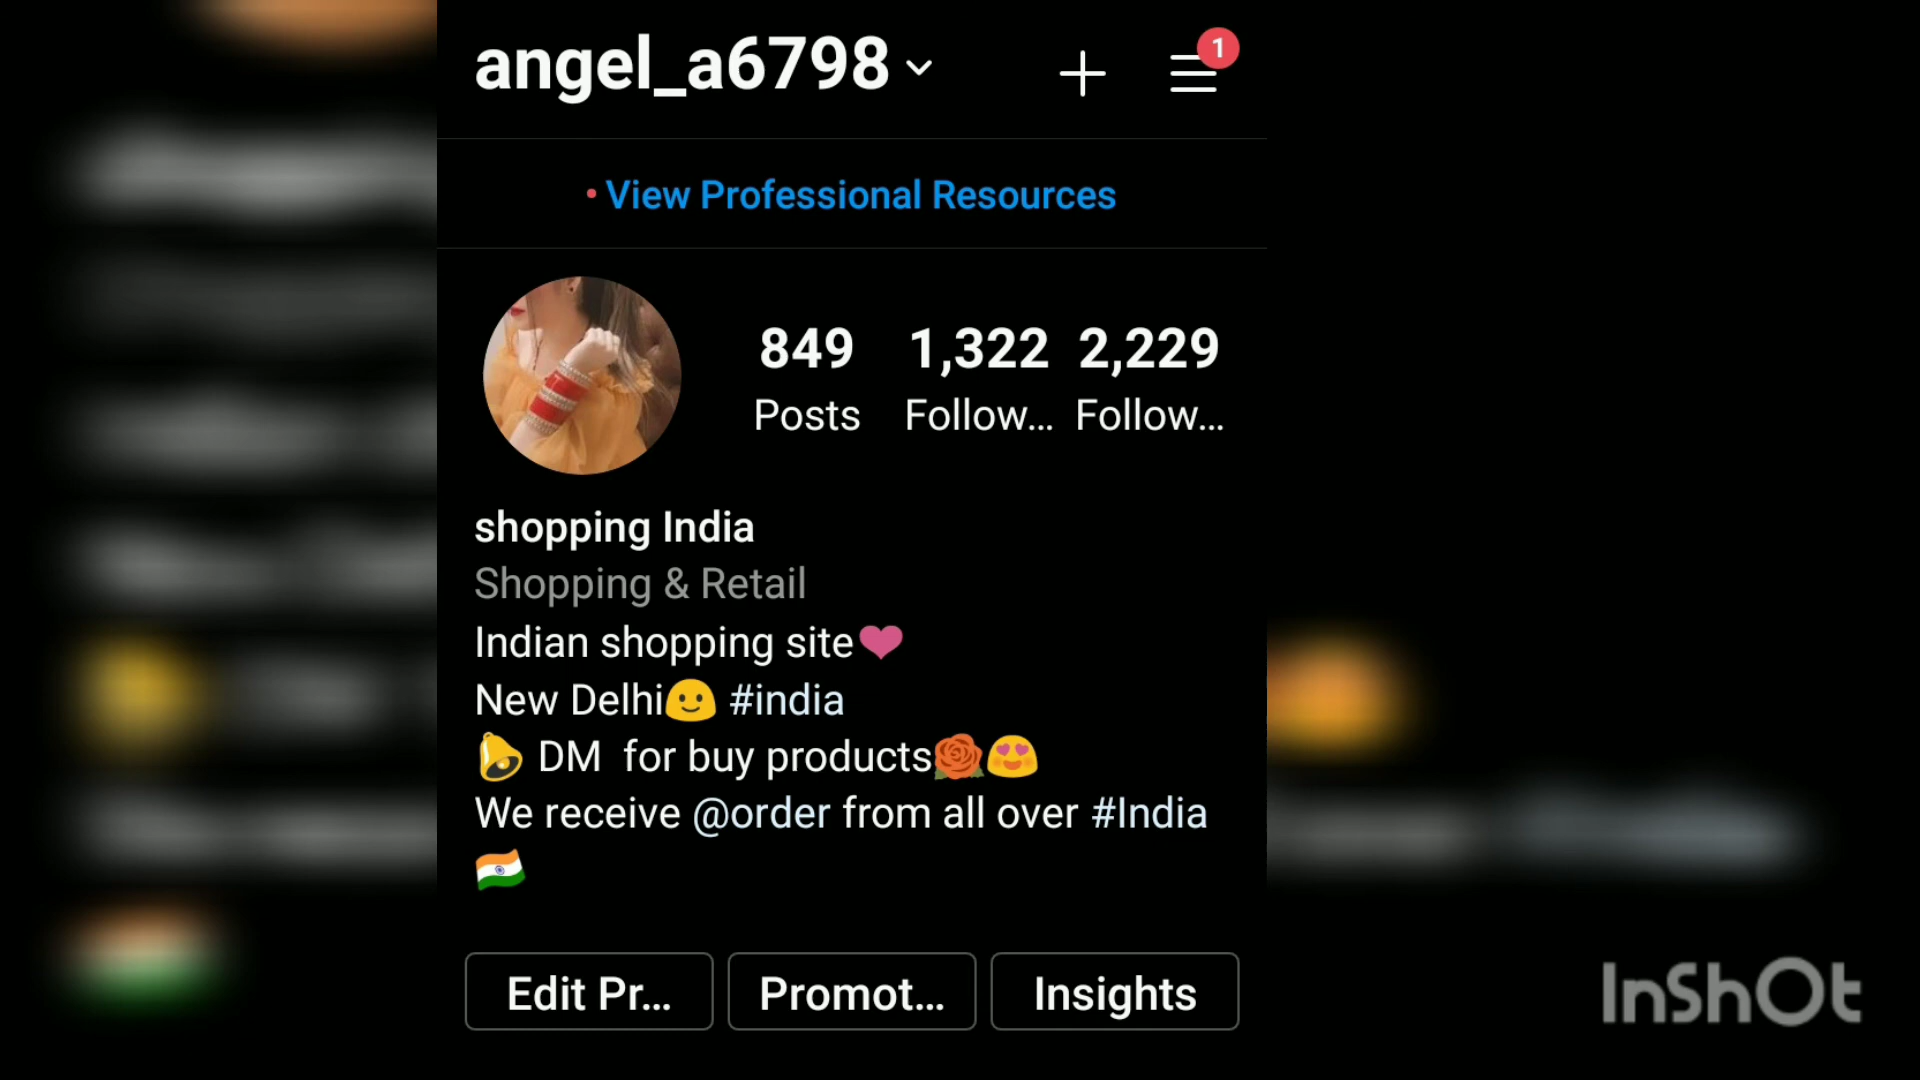 angel_a6798
1
View Professional Resources
849 1,322 2,229
Posts Follow... Follow...
shopping India
Shopping & Retail
Indian shopping site❤
New Delhi🙂 #india
🔔 DM for buy products🌹😍
We receive @order from all over #India
🇮🇳
Edit Pr... Promot... Insights
InShOt